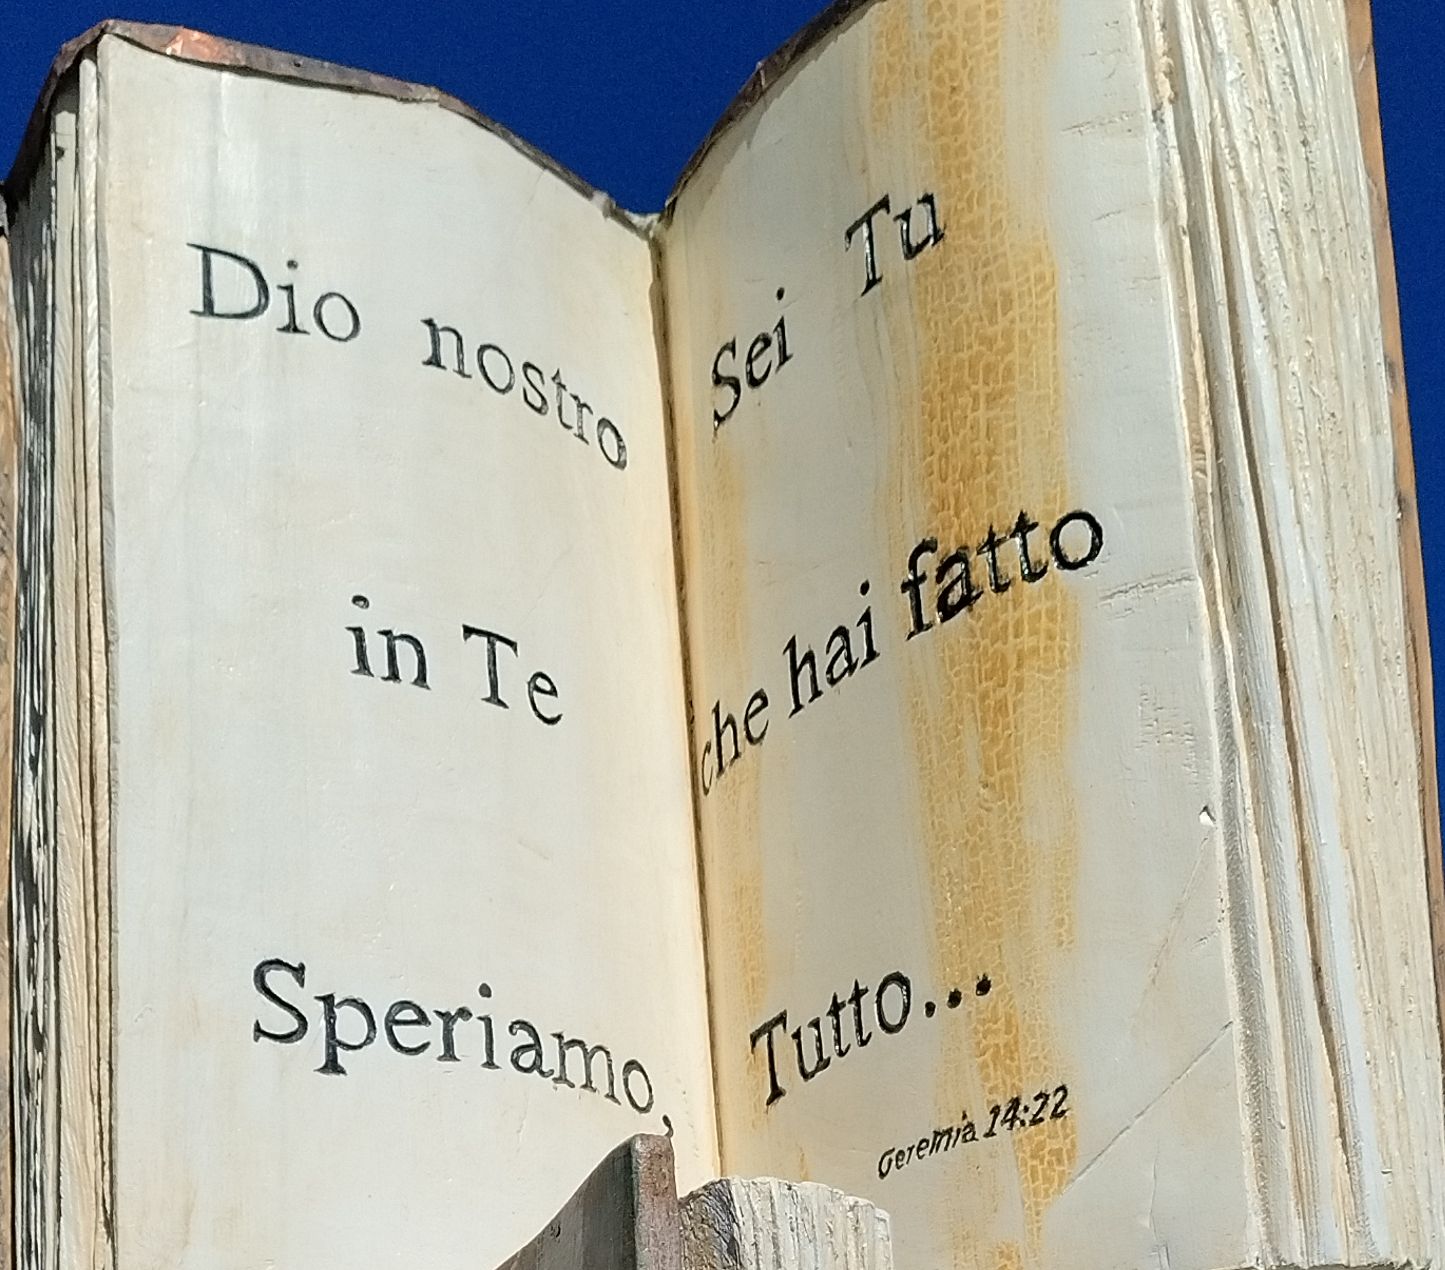 Dio nostro
in Te
Speriamo,
Sei Tu
che hai fatto
Tutto...
Geremia 14:22